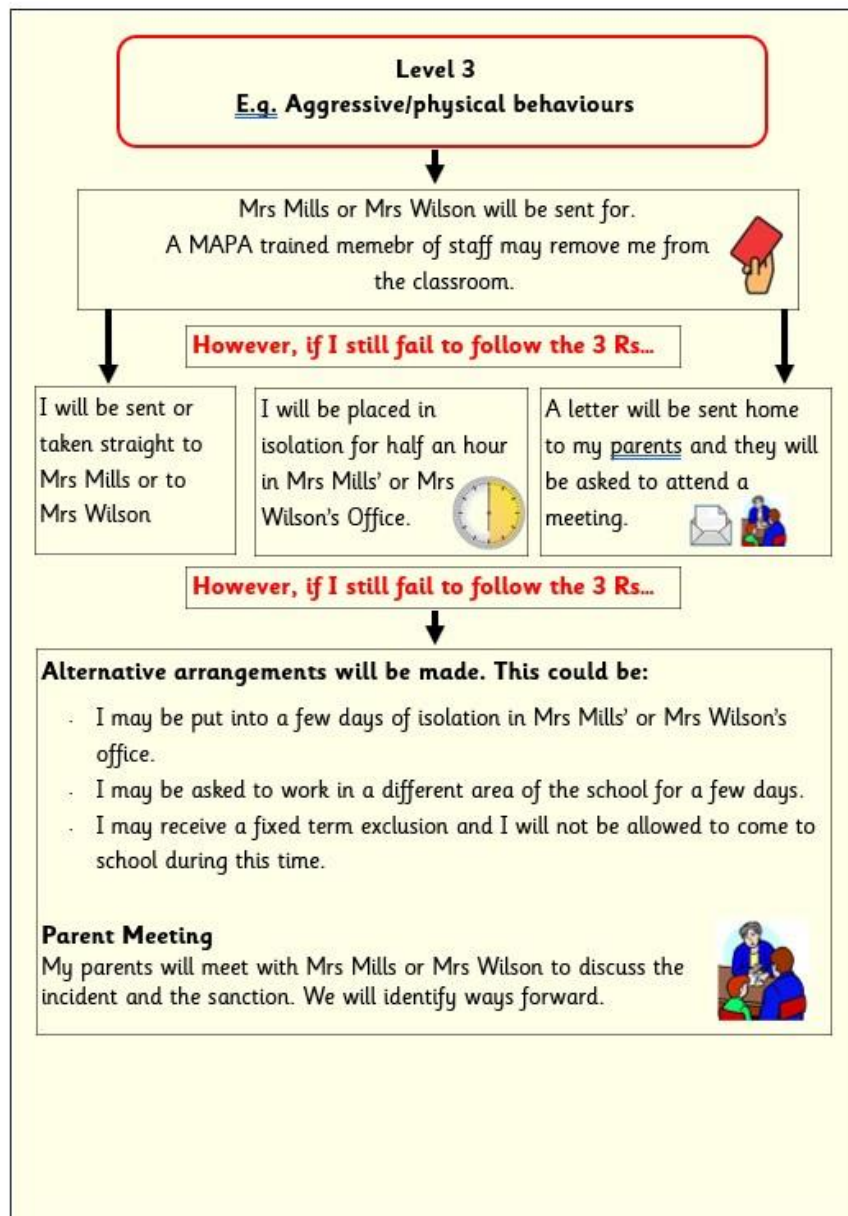 Level 3
E.g. Aggressive/physical behaviours
Mrs Mills or Mrs Wilson will be sent for.
A MAPA trained memebr of staff may remove me from
the classroom.
However, if I still fail to follow the 3 Rs...
I will be sent or
taken straight to
Mrs Mills or to
Mrs Wilson
I will be placed in
isolation for half an hour
in Mrs Mills' or Mrs
Wilson's Office.
A letter will be sent home
to my parents and they will
be asked to attend a
meeting.
However, if I still fail to follow the 3 Rs...
Alternative arrangements will be made. This could be:
· I may be put into a few days of isolation in Mrs Mills' or Mrs Wilson's
office.
· I may be asked to work in a different area of the school for a few days.
· I may receive a fixed term exclusion and I will not be allowed to come to
school during this time.
Parent Meeting
My parents will meet with Mrs Mills or Mrs Wilson to discuss the
incident and the sanction. We will identify ways forward.